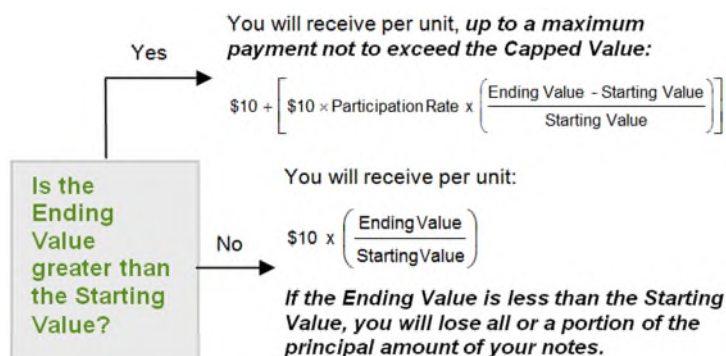 You will receive per unit, up to a maximum
payment not to exceed the Capped Value:
Yes
$10 + [ $10 × Participation Rate x ( Ending Value - Starting Value
Starting Value ) ]
Is the
Ending
Value
greater than
the Starting
Value?
You will receive per unit:
No
$10 x ( Ending Value
Starting Value )
If the Ending Value is less than the Starting
Value, you will lose all or a portion of the
principal amount of your notes.